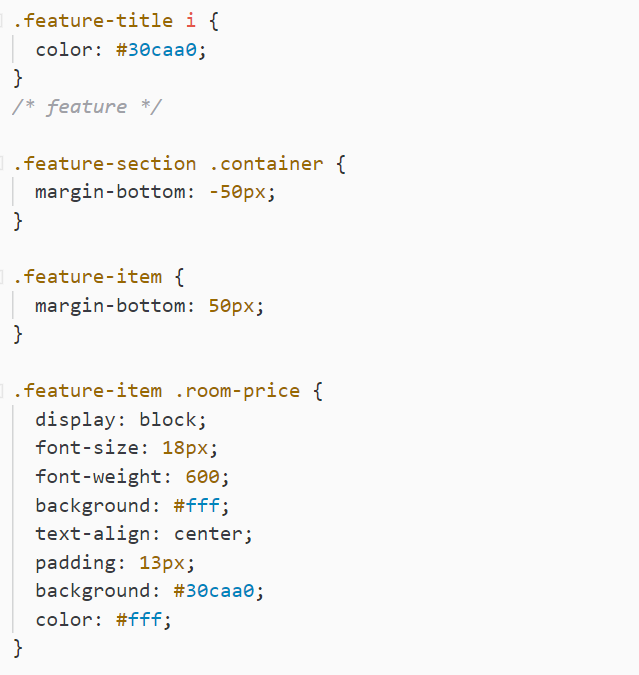 .feature-title i {
color: #30caa0;
}
/* feature */
.feature-section .container {
margin-bottom: -50px;
}
.feature-item {
margin-bottom: 50px;
}
.feature-item .room-price {
display: block;
font-size: 18px;
font-weight: 600;
background: #fff;
text-align: center;
padding: 13px;
background: #30caa0;
color: #fff;
}